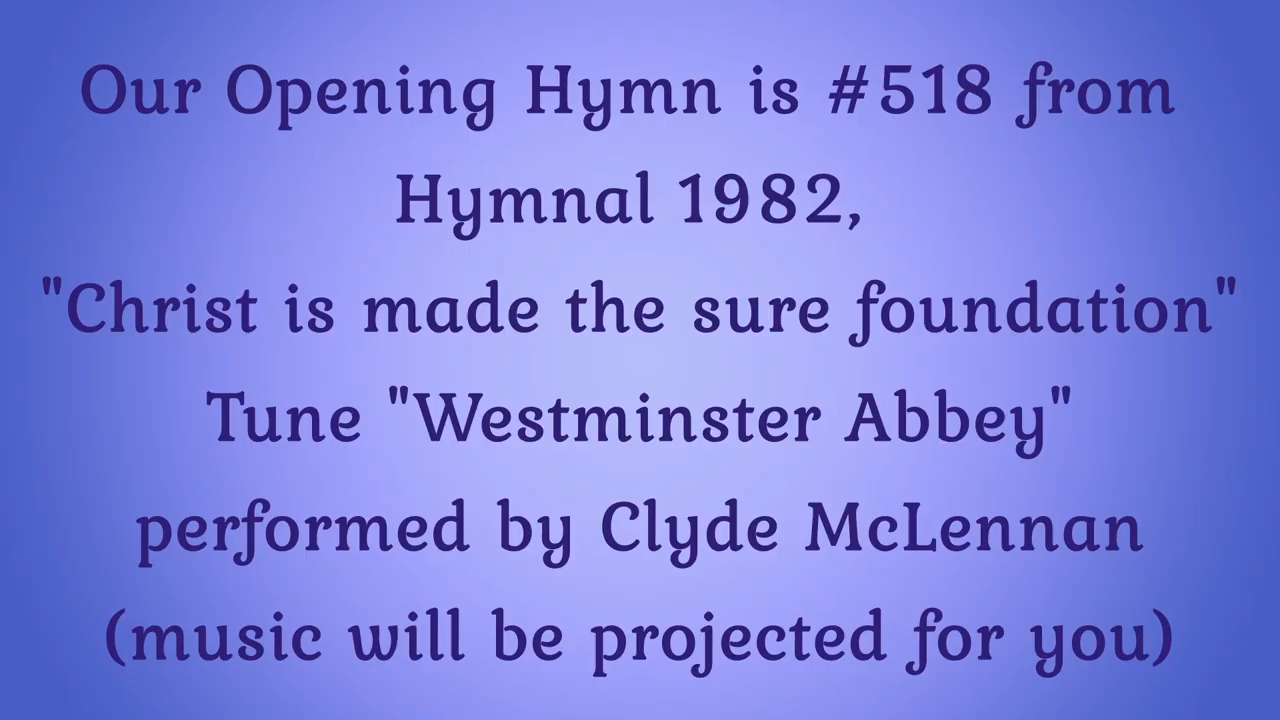 Our Opening Hymn is #518 from
Hymnal 1982,
"Christ is made the sure foundation"
Tune "Westminster Abbey"
performed by Clyde McLennan
(music will be projected for you)